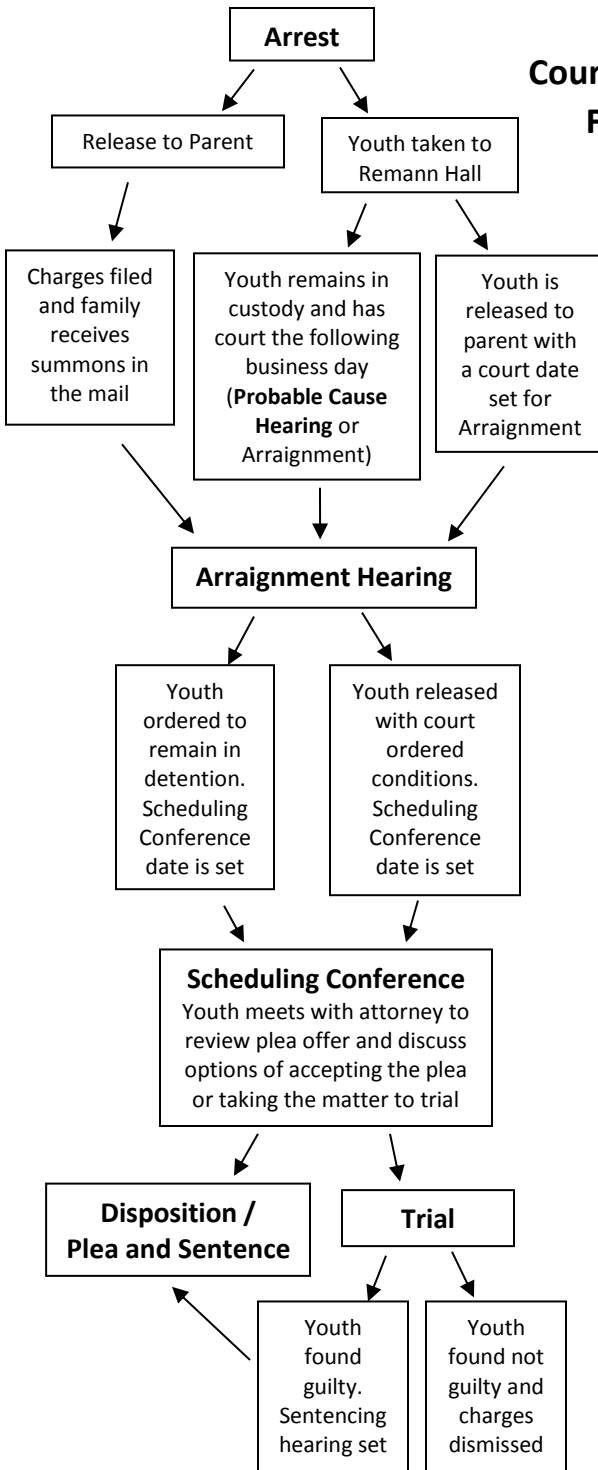 Arrest
Cour
F
Release to Parent
Youth taken to
Remann Hall
Charges filed
and family
receives
summons in
the mail
Youth remains in
custody and has
court the following
business day
(Probable Cause
Hearing or
Arraignment)
Youth is
released to
parent with
a court date
set for
Arraignment
Arraignment Hearing
Youth
ordered to
remain in
detention.
Scheduling
Conference
date is set
Youth released
with court
ordered
conditions.
Scheduling
Conference
date is set
Scheduling Conference
Youth meets with attorney to
review plea offer and discuss
options of accepting the plea
or taking the matter to trial
Disposition /
Plea and Sentence
Trial
Youth
found
guilty.
Sentencing
hearing set
Youth
found not
guilty and
charges
dismissed